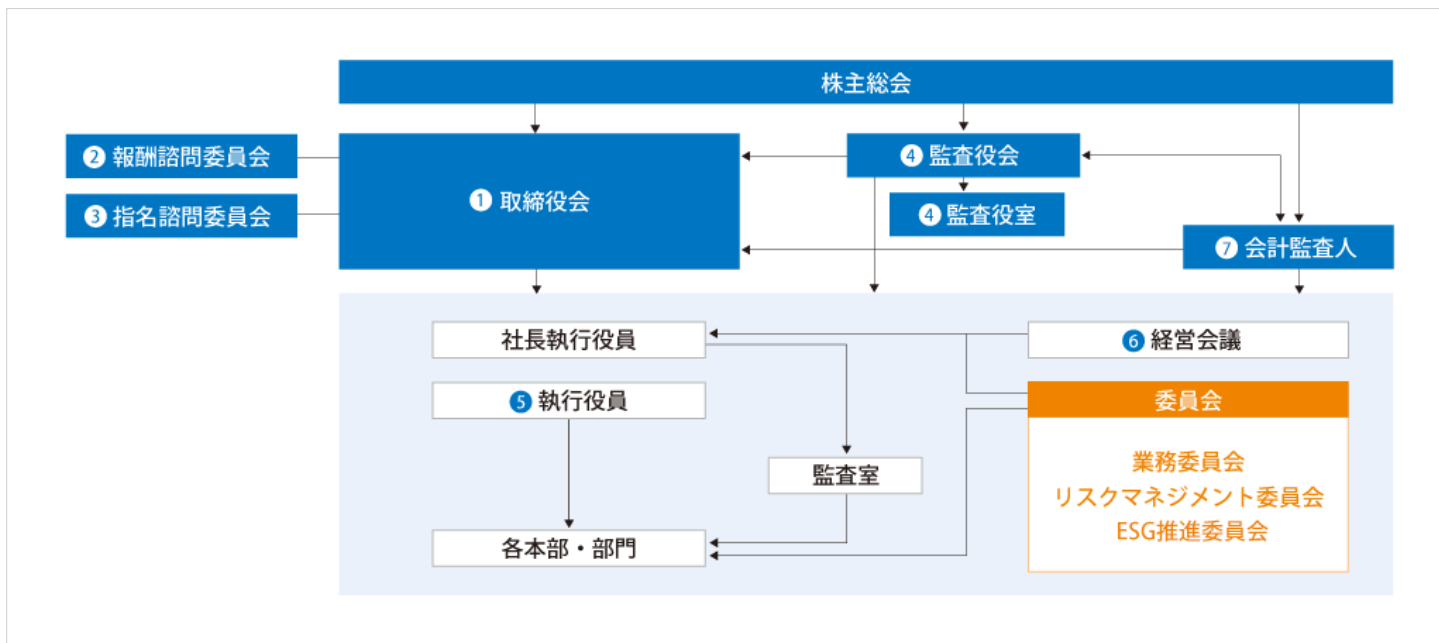 株主総会
❷ 報酬諮問委員会
❸ 指名諮問委員会
❶ 取締役会
❹ 監査役会
❹ 監査役室
❼ 会計監査人
社長執行役員
❻ 経営会議
❺ 執行役員
委員会
業務委員会
リスクマネジメント委員会
ESG推進委員会
監査室
各本部・部門